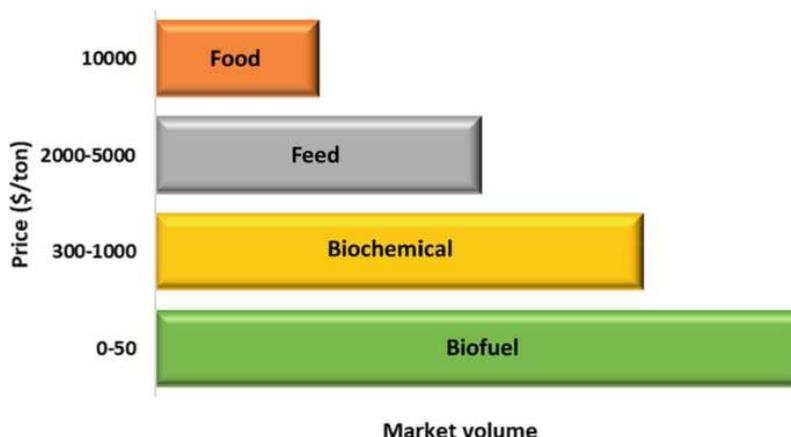 Price ($/ton)
10000
Food
2000-5000
Feed
300-1000
Biochemical
0-50
Biofuel
Market volume